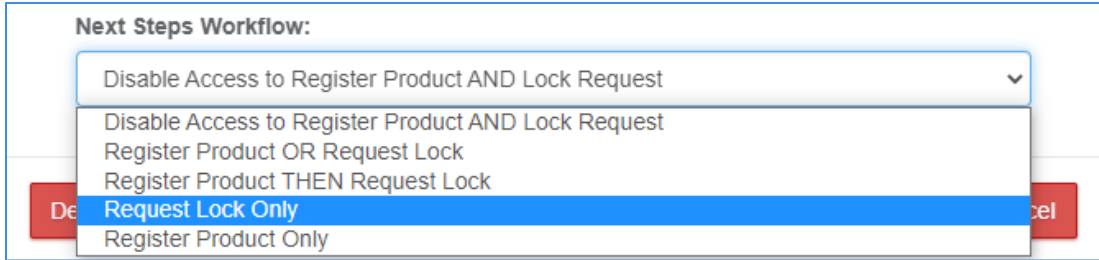 Next Steps Workflow:
Disable Access to Register Product AND Lock Request
Disable Access to Register Product AND Lock Request
Register Product OR Request Lock
Register Product THEN Request Lock
Request Lock Only
Register Product Only